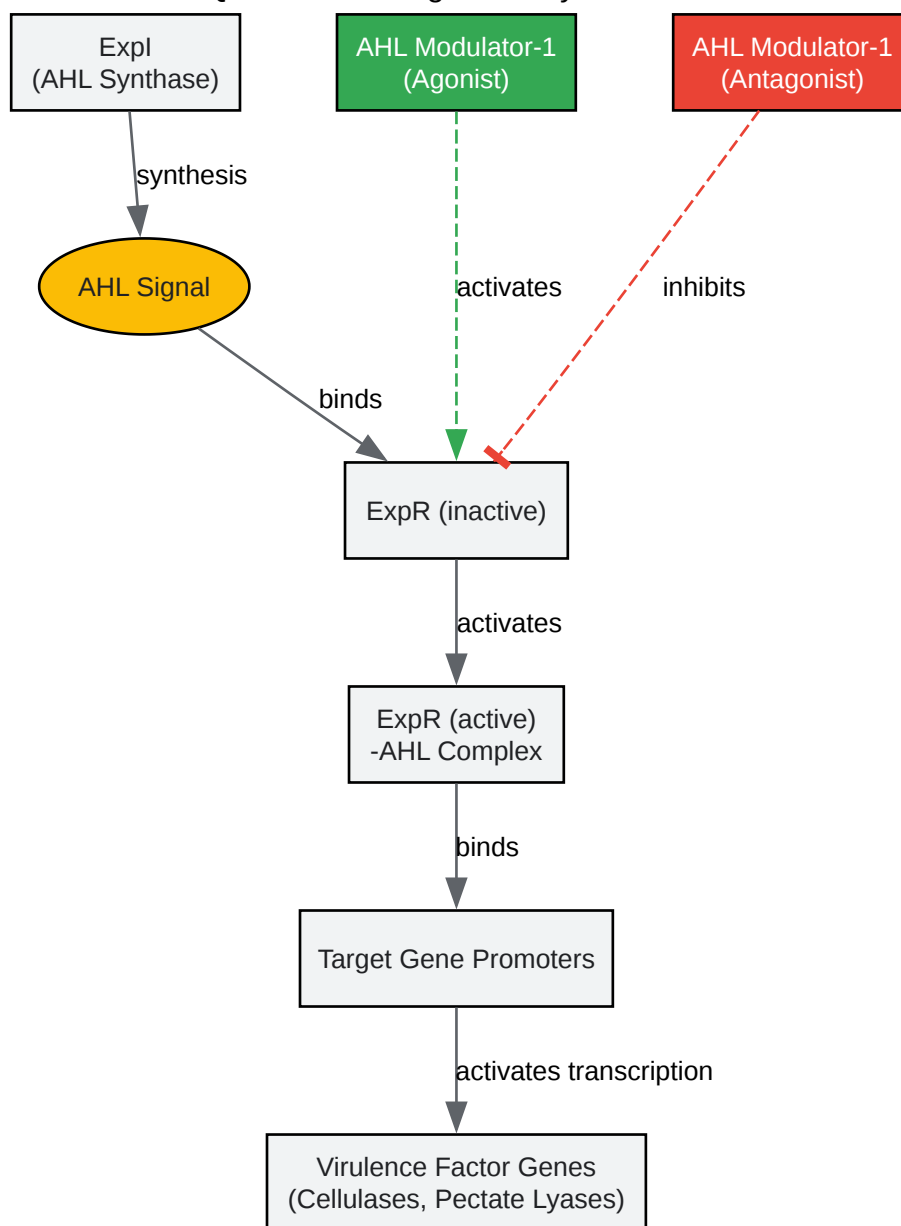 ExpI
(AHL Synthase)
AHL Modulator-1
(Agonist)
AHL Modulator-1
(Antagonist)
synthesis
AHL Signal
activates
inhibits
binds
ExpR (inactive)
activates
ExpR (active)
-AHL Complex
binds
Target Gene Promoters
activates transcription
Virulence Factor Genes
(Cellulases, Pectate Lyases)